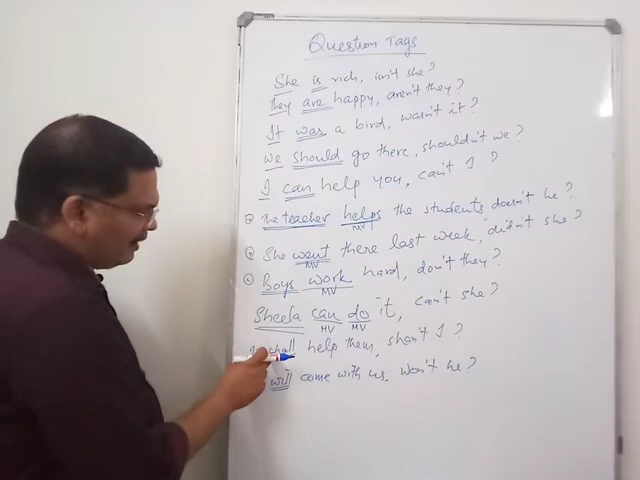 Question Tags
She is rich, isn't she?
They are happy, aren't they?
It was a bird, wasn't it?
We should go there, shouldn't we?
I can help you, can't I ?
ⓐ The teacher helps the students, doesn't he?
MV
ⓑ She went there last week, didn't she?
MV
ⓒ Boys work hard, don't they?
MV
Sheela can do it, can't she?
HV MV
I shall help them, shan't I ?
will come with us, won't he?